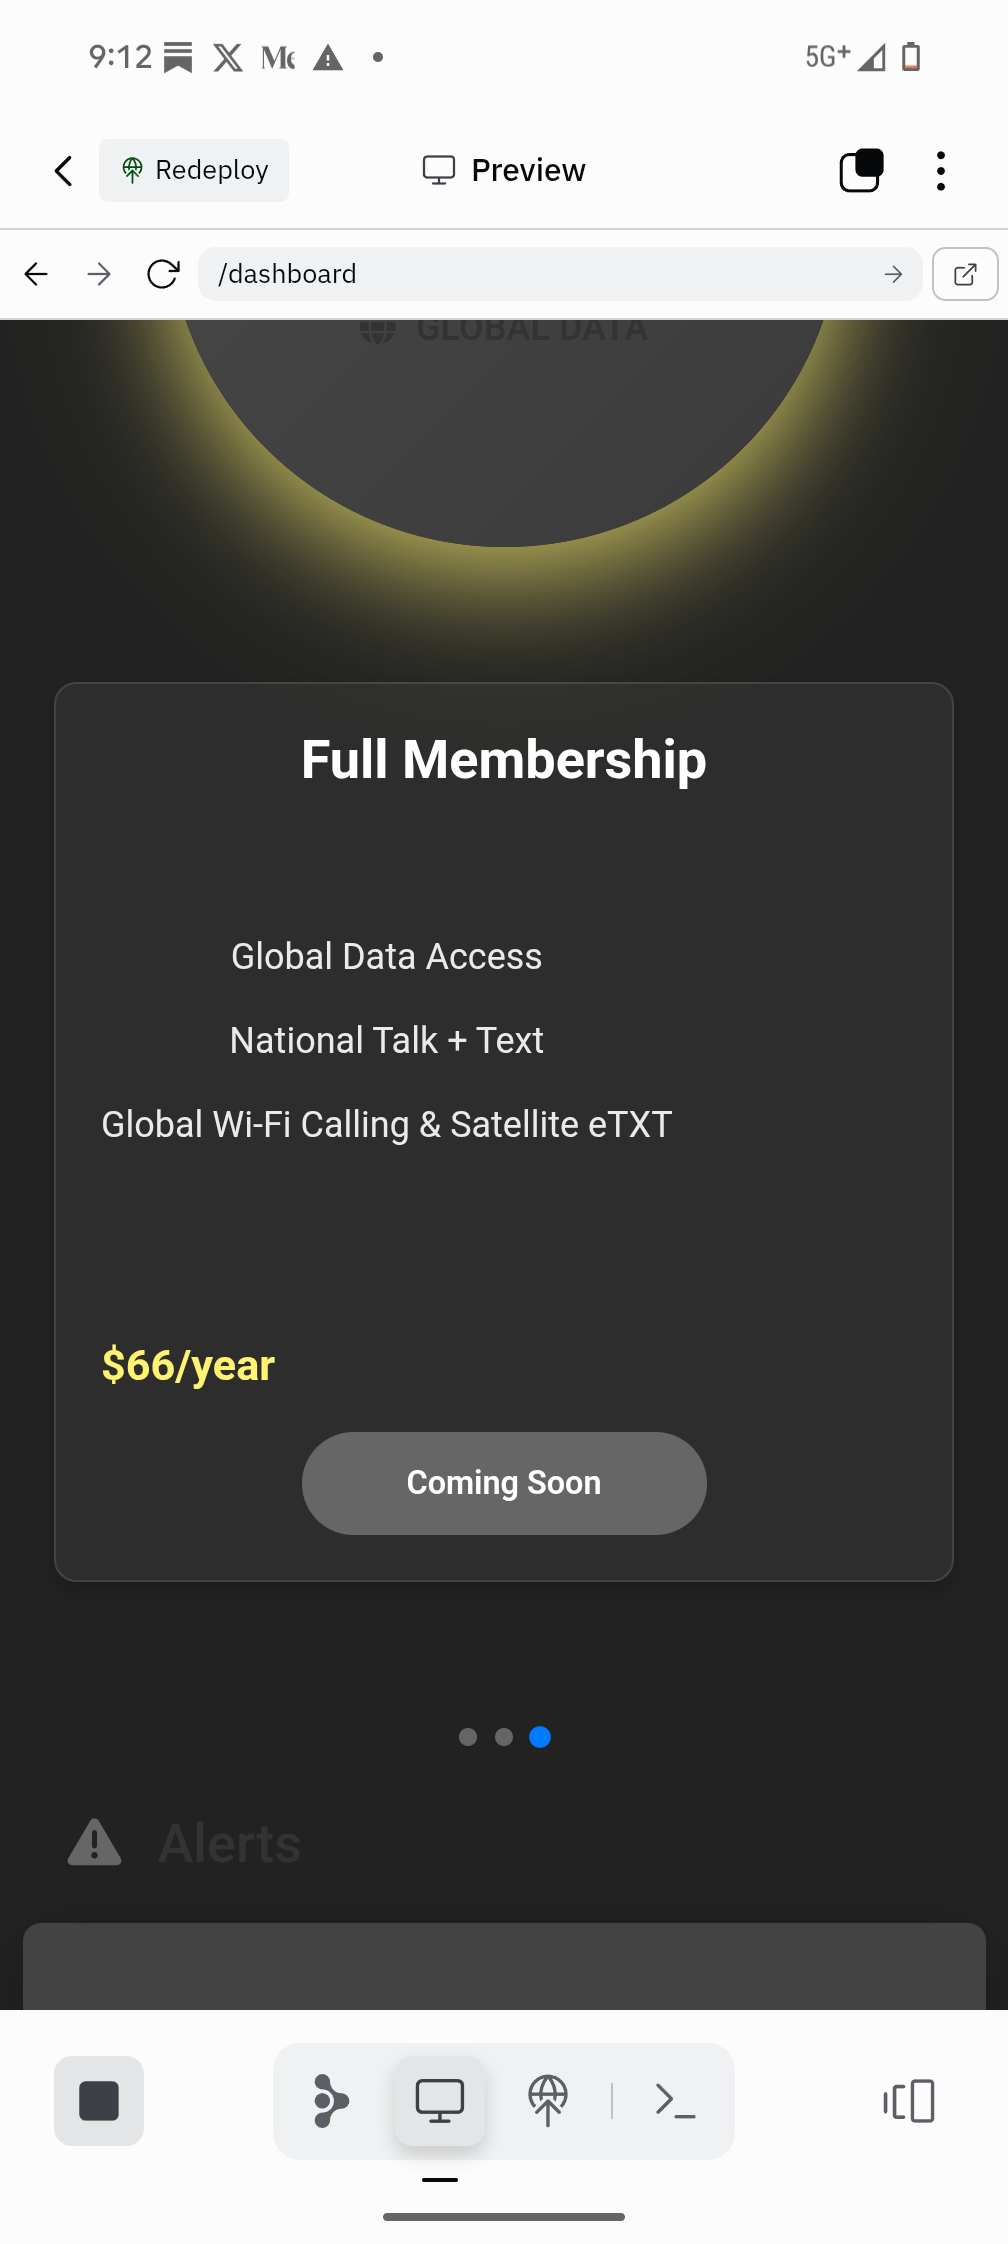 9:12
5G+
Redeploy
Preview
/dashboard
GLOBAL DATA
Full Membership
Global Data Access
National Talk + Text
Global Wi-Fi Calling & Satellite eTXT
$66/year
Coming Soon
Alerts